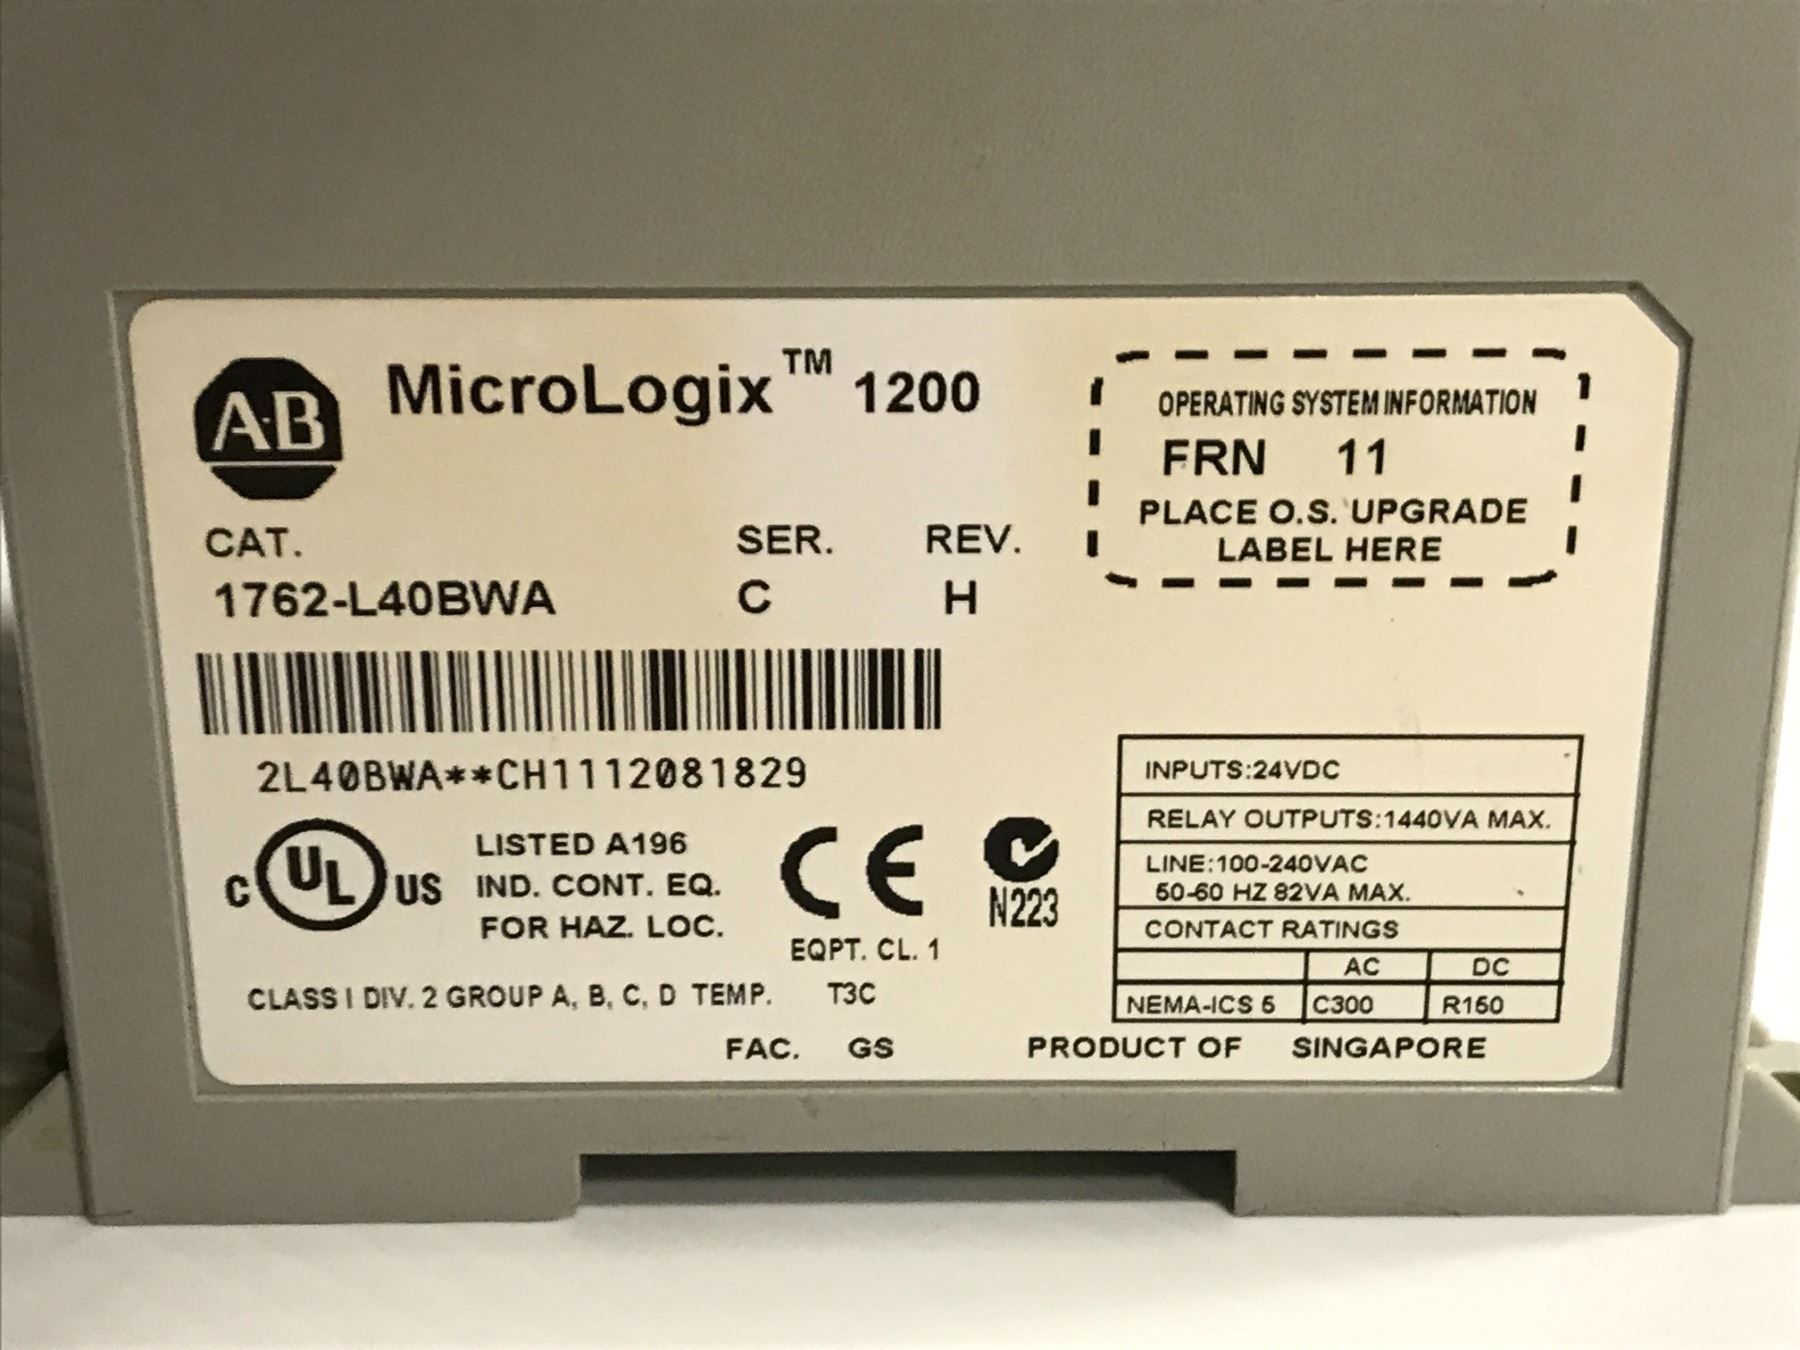 A·B
MicroLogix™ 1200
CAT.
SER.
REV.
1762-L40BWA
C
H
2L40BWA**CH1112081829
C UL US
LISTED A196
IND. CONT. EQ.
FOR HAZ. LOC.
CE
EQPT. CL. 1
N223
CLASS I DIV. 2 GROUP A, B, C, D TEMP. T3C
FAC. GS
OPERATING SYSTEM INFORMATION
FRN 11
PLACE O.S. UPGRADE
LABEL HERE
INPUTS:24VDC
RELAY OUTPUTS:1440VA MAX.
LINE:100-240VAC
50-60 HZ 82VA MAX.
CONTACT RATINGS
AC DC
NEMA-ICS 5 C300 R150
PRODUCT OF SINGAPORE